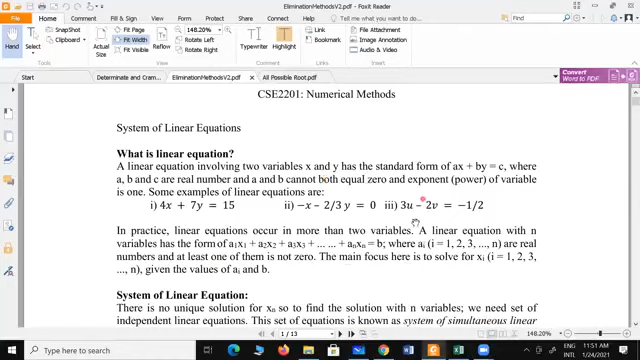 EliminationMethodsV2.pdf - Foxit Reader
File Home Comment Fill & Sign View Form Protect Share Help Tell me what you want to do... Find
Hand Select SnapShot Clipboard Actual Size Fit Page Fit Width Fit Visible 148.20% Rotate Left Rotate Right Typewriter Highlight Link Bookmark File Attachment Image Annotation Audio & Video
Start Determinate and Cram... EliminationMethodsV2.pdf All Possible Root.pdf Convert Word to PDF
CSE2201: Numerical Methods
System of Linear Equations
What is linear equation?
A linear equation involving two variables x and y has the standard form of ax + by = c, where
a, b and c are real number and a and b cannot both equal zero and exponent (power) of variable
is one. Some examples of linear equations are:
i) 4x + 7y = 15 ii) −x − 2/3 y = 0 iii) 3u − 2v = −1/2
In practice, linear equations occur in more than two variables. A linear equation with n
variables has the form of a₁x₁ + a₂x₂ + a₃x₃ + ... ... + aₙxₙ = b; where aᵢ (i = 1, 2, 3, ..., n) are real
numbers and at least one of them is not zero. The main focus here is to solve for xᵢ (i = 1, 2, 3,
..., n), given the values of aᵢ and b.
System of Linear Equation:
There is no unique solution for xₙ so to find the solution with n variables; we need set of
independent linear equations. This set of equations is known as system of simultaneous linear
1 / 13 148.20%
Type here to search
ENG 11:51 AM
INTL 1/24/2021